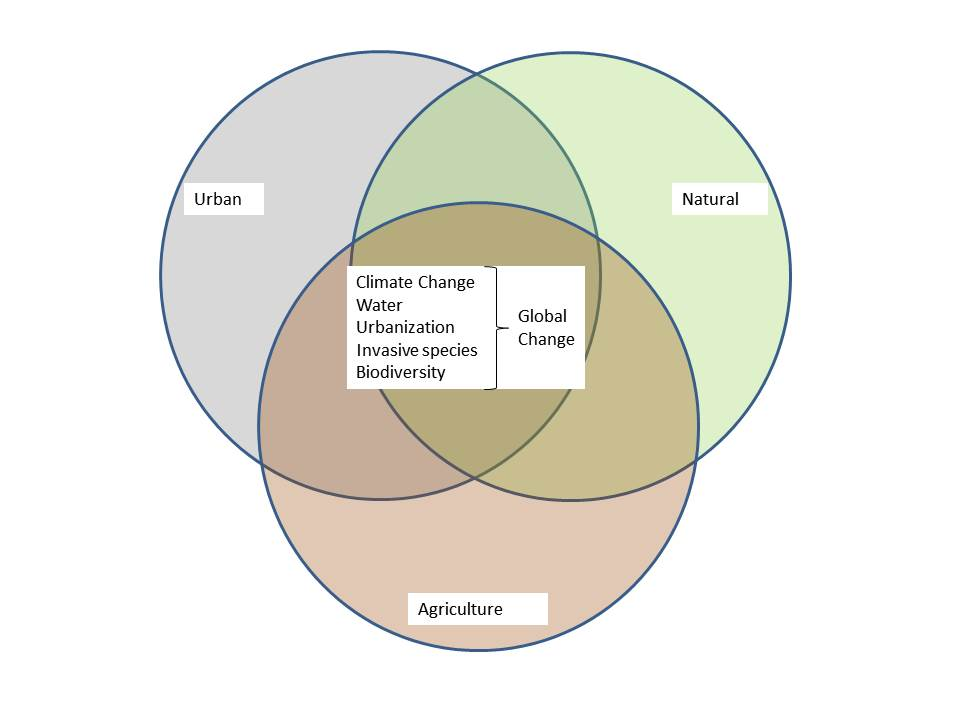 Urban
Natural
Climate Change
Water
Urbanization
Invasive species
Biodiversity
Global
Change
Agriculture